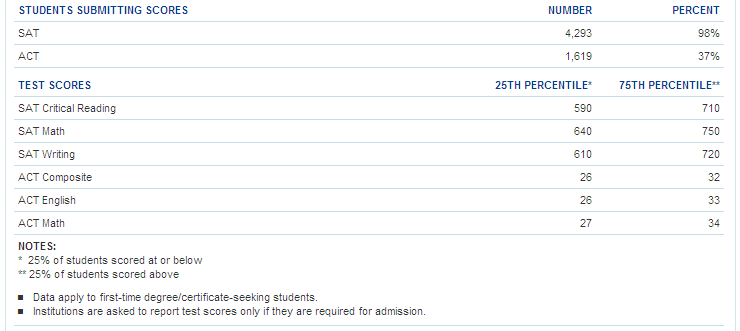 STUDENTS SUBMITTING SCORES NUMBER PERCENT
SAT 4,293 98%
ACT 1,619 37%
TEST SCORES 25TH PERCENTILE* 75TH PERCENTILE**
SAT Critical Reading 590 710
SAT Math 640 750
SAT Writing 610 720
ACT Composite 26 32
ACT English 26 33
ACT Math 27 34
NOTES:
* 25% of students scored at or below
** 25% of students scored above
▪ Data apply to first-time degree/certificate-seeking students.
▪ Institutions are asked to report test scores only if they are required for admission.